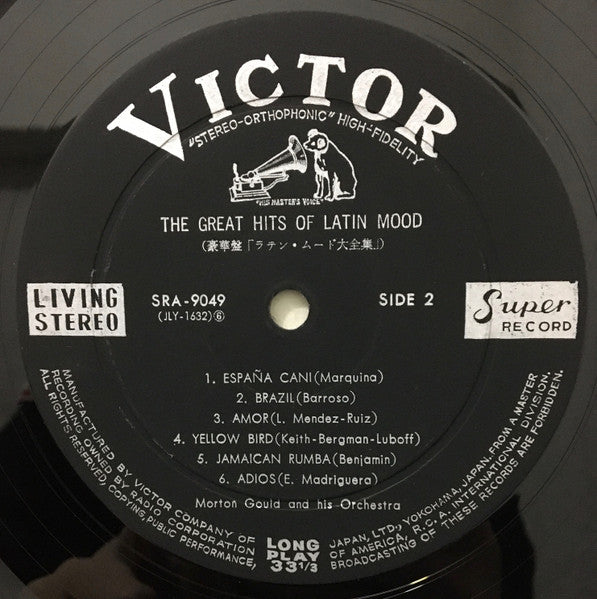 VICTOR
"STEREO-ORTHOPHONIC" HIGH-FIDELITY
"HIS MASTER'S VOICE"
THE GREAT HITS OF LATIN MOOD
(豪華盤「ラテン・ムード大全集」)
LIVING
STEREO
SRA-9049
(JLY-1632)⑥
SIDE 2
Super
RECORD
1. ESPAÑA CANI(Marquina)
2. BRAZIL(Barroso)
3. AMOR(L. Mendez-Ruiz)
4. YELLOW BIRD(Keith-Bergman-Luboff)
5. JAMAICAN RUMBA(Benjamin)
6. ADIOS(E. Madriguera)
Morton Gould and his Orchestra
LONG
PLAY
33 1/3
MANUFACTURED BY VICTOR COMPANY OF JAPAN, LTD., YOKOHAMA, JAPAN. FROM A MASTER
RECORDING OWNED BY RADIO CORPORATION OF AMERICA, R.C.A. INTERNATIONAL DIVISION.
ALL RIGHTS RESERVED, COPYING, PUBLIC PERFORMANCE, BROADCASTING OF THESE RECORDS ARE FORBIDDEN.